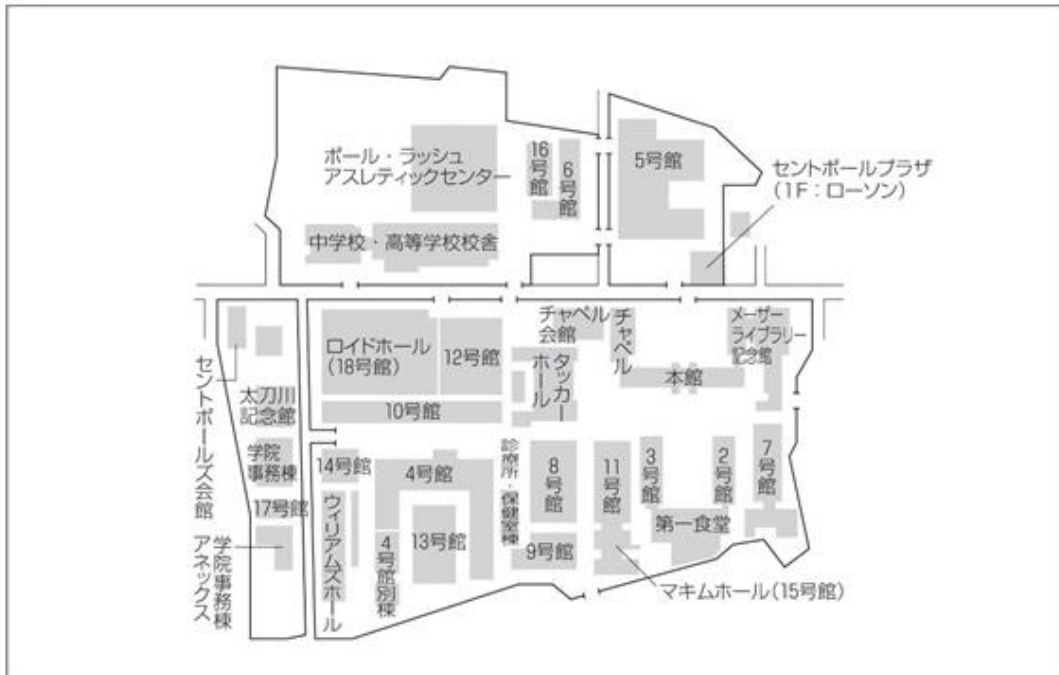 ポール・ラッシュ
アスレティックセンター
16号館
6号館
5号館
セントポールプラザ
(1F:ローソン)
中学校・高等学校校舎
チャペル
会館
チャペル
メーザー
ライブラリー
記念館
ロイドホール
(18号館)
12号館
タッカー
ホール
本館
セントポールズ会館
太刀川
記念館
10号館
学院
事務棟
14号館
4号館
診療所・保健室棟
8号館
11号館
3号館
2号館
7号館
17号館
ウィリアムズホール
4号館別棟
13号館
9号館
第一食堂
学院事務棟
アネックス
マキムホール(15号館)